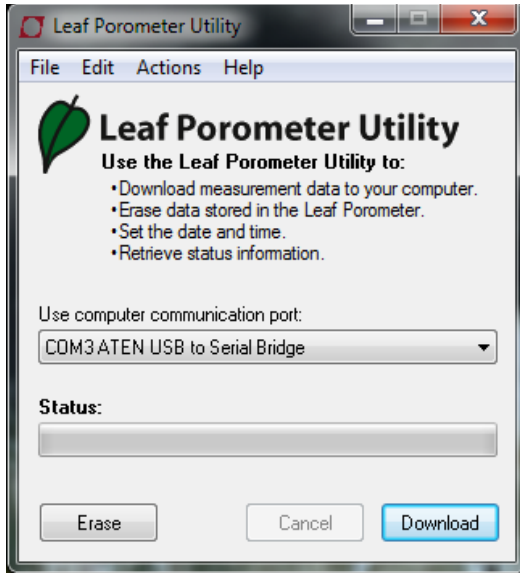 Leaf Porometer Utility
File Edit Actions Help
Leaf Porometer Utility
Use the Leaf Porometer Utility to:
•Download measurement data to your computer.
•Erase data stored in the Leaf Porometer.
•Set the date and time.
•Retrieve status information.
Use computer communication port:
COM3 ATEN USB to Serial Bridge
Status:
Erase Cancel Download